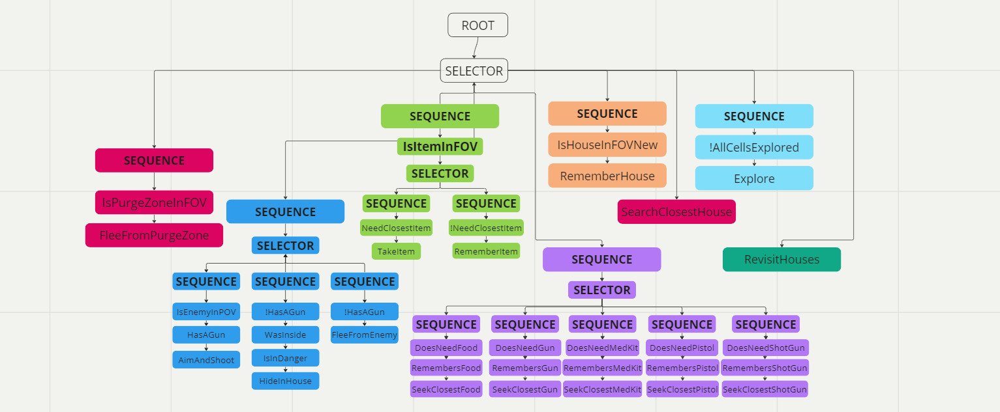 ROOT
SELECTOR
SEQUENCE
IsPurgeZoneInFOV
FleeFromPurgeZone
SEQUENCE
SELECTOR
SEQUENCE
IsEnemyInPOV
HasAGun
AimAndShoot
SEQUENCE
!HasAGun
WasInside
IsInDanger
HideInHouse
SEQUENCE
!HasAGun
FleeFromEnemy
SEQUENCE
IsItemInFOV
SELECTOR
SEQUENCE
NeedClosestItem
TakeItem
SEQUENCE
!NeedClosestItem
RememberItem
SEQUENCE
SELECTOR
SEQUENCE
DoesNeedFood
RemembersFood
SeekClosestFood
SEQUENCE
DoesNeedGun
RemembersGun
SeekClosestGun
SEQUENCE
DoesNeedMedKit
RemembersMedKit
SeekClosestMedKit
SEQUENCE
DoesNeedPistol
RemembersPistol
SeekClosestPistol
SEQUENCE
DoesNeedShotGun
RemembersShotGun
SeekClosestShotGun
SEQUENCE
IsHouseInFOVNew
RememberHouse
SearchClosestHouse
SEQUENCE
!AllCellsExplored
Explore
RevisitHouses